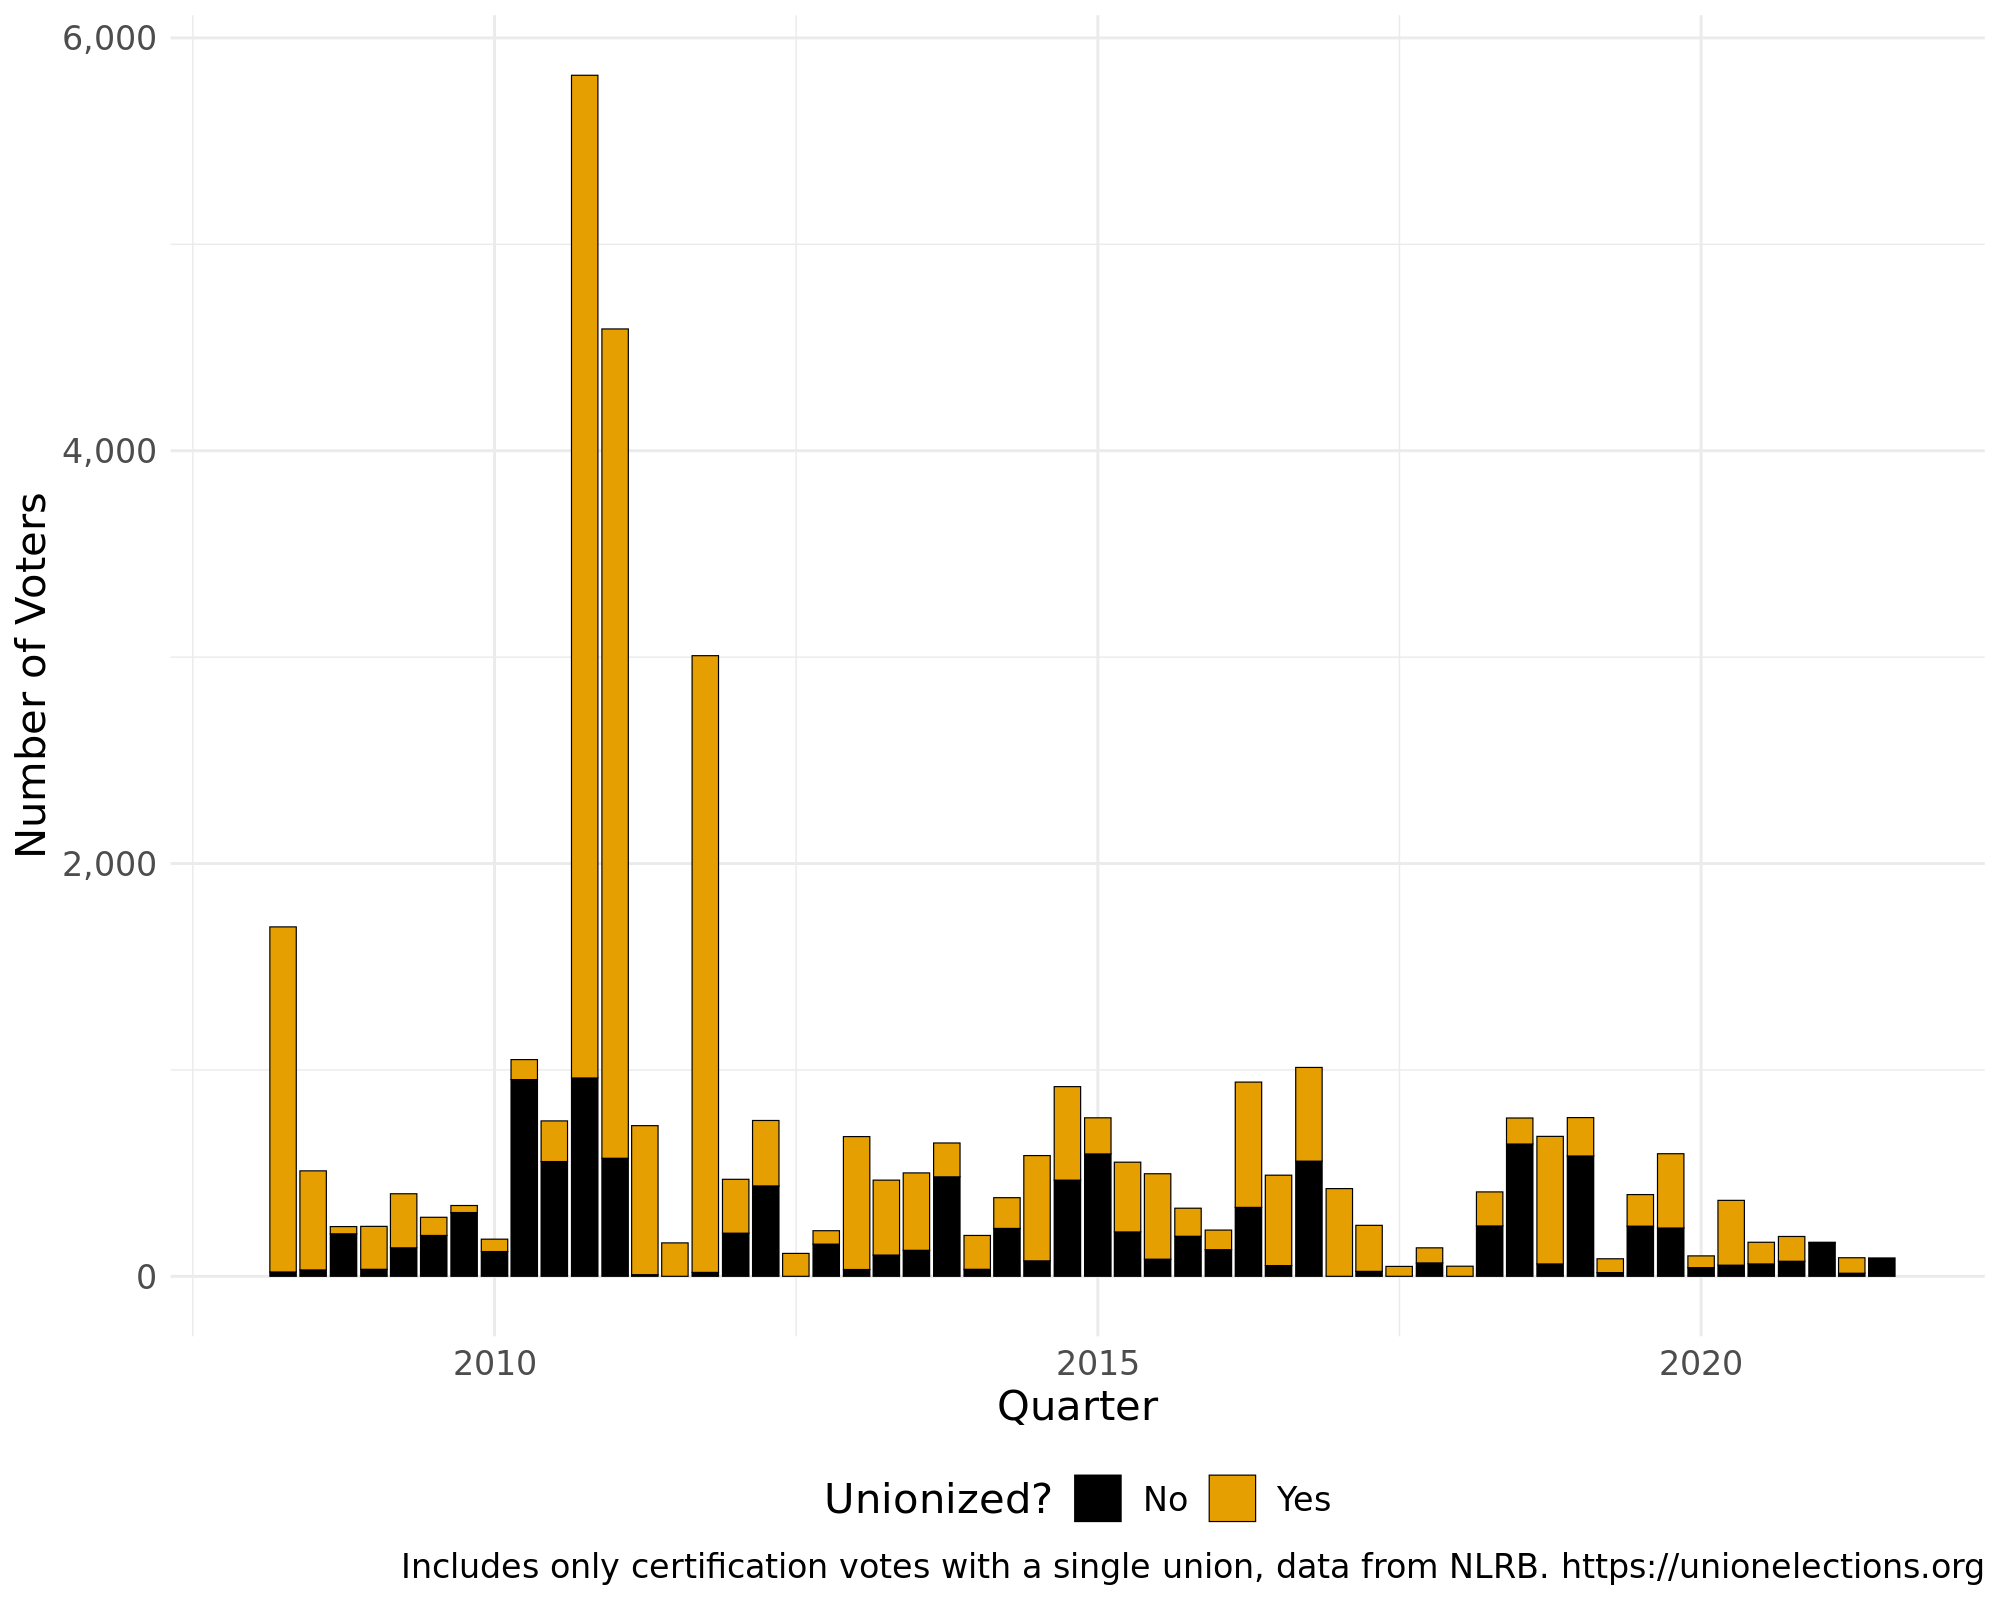 6,000
4,000
2,000
0
Number of Voters
2010 2015 2020
Quarter
Unionized? No Yes
Includes only certification votes with a single union, data from NLRB. https://unionelections.org